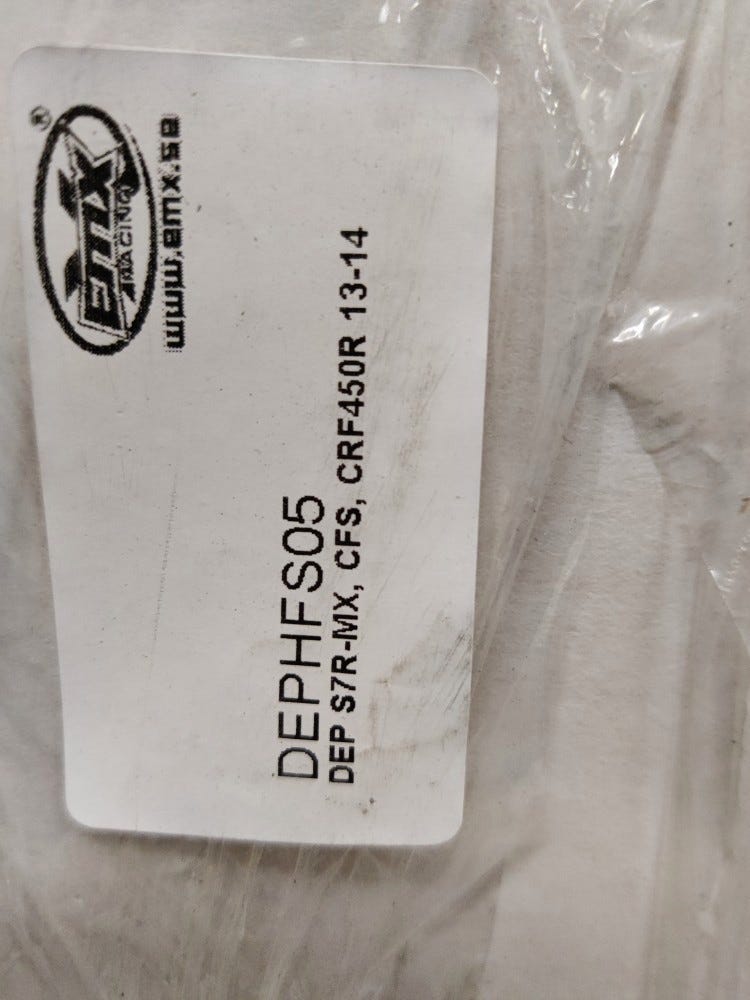 ®
EMX
RACING
www.emx.se
DEPHFS05
DEP S7R-MX, CFS, CRF450R 13-14